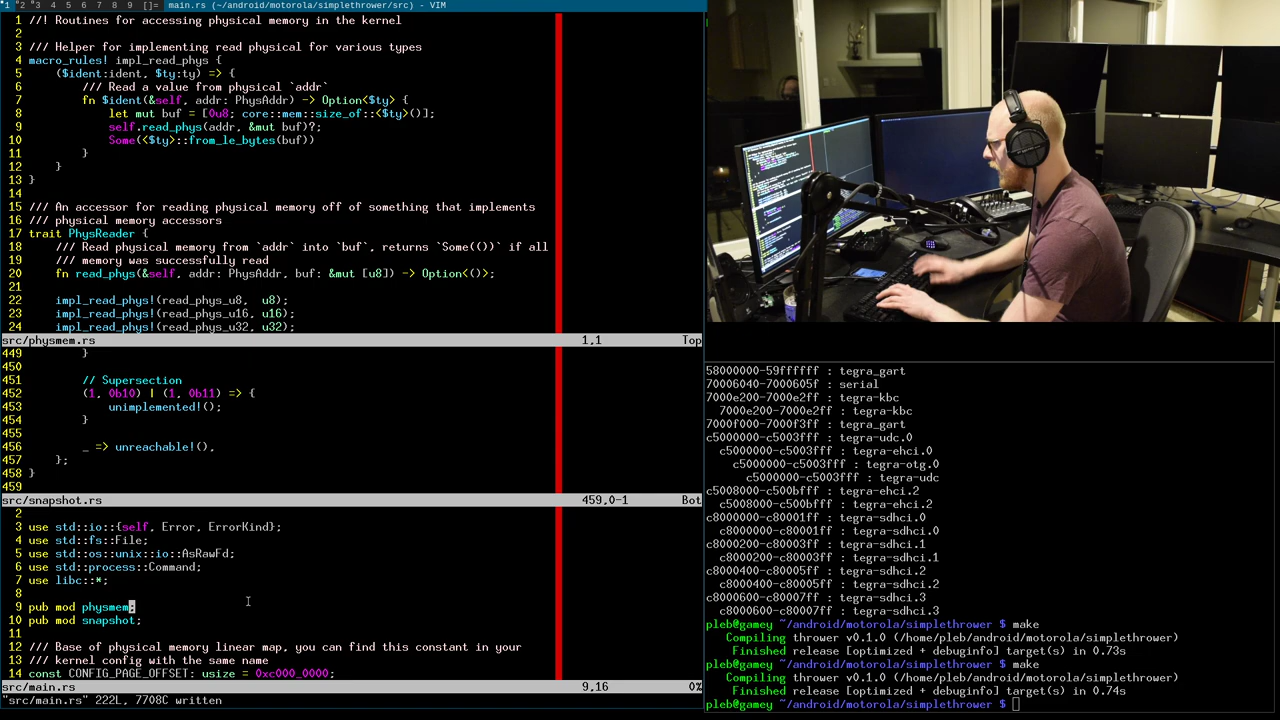 1 2 3 4 5 6 7 8 9 []= main.rs (~/android/motorola/simplethrower/src) - VIM
1 //! Routines for accessing physical memory in the kernel
2
3 /// Helper for implementing read physical for various types
4 macro_rules! impl_read_phys {
5 ($ident:ident, $ty:ty) => {
6 /// Read a value from physical `addr`
7 fn $ident(&self, addr: PhysAddr) -> Option<$ty> {
8 let mut buf = [0u8; core::mem::size_of::<$ty>()];
9 self.read_phys(addr, &mut buf)?;
10 Some(<$ty>::from_le_bytes(buf))
11 }
12 }
13 }
14
15 /// An accessor for reading physical memory off of something that implements
16 /// physical memory accessors
17 trait PhysReader {
18 /// Read physical memory from `addr` into `buf`, returns `Some(())` if all
19 /// memory was successfully read
20 fn read_phys(&self, addr: PhysAddr, buf: &mut [u8]) -> Option<()>;
21
22 impl_read_phys!(read_phys_u8, u8);
23 impl_read_phys!(read_phys_u16, u16);
24 impl_read_phys!(read_phys_u32, u32);
src/physmem.rs 1,1 Top
449 }
450
451 // Supersection
452 (1, 0b10) | (1, 0b11) => {
453 unimplemented!();
454 }
455
456 _ => unreachable!(),
457 };
458 }
459
src/snapshot.rs 459,0-1 Bot
2
3 use std::io::{self, Error, ErrorKind};
4 use std::fs::File;
5 use std::os::unix::io::AsRawFd;
6 use std::process::Command;
7 use libc::*;
8
9 pub mod physmem;
10 pub mod snapshot;
11
12 /// Base of physical memory linear map, you can find this constant in your
13 /// kernel config with the same name
14 const CONFIG_PAGE_OFFSET: usize = 0xc000_0000;
src/main.rs 9,16 0%
"src/main.rs" 222L, 7708C written
58000000-59ffffff : tegra_gart
70006040-7000605f : serial
7000e200-7000e2ff : tegra-kbc
7000e200-7000e2ff : tegra-kbc
7000f000-7000f3ff : tegra_gart
c5000000-c5003fff : tegra-udc.0
c5000000-c5003fff : tegra-ehci.0
c5000000-c5003fff : tegra-otg.0
c5000000-c5003fff : tegra-udc
c5008000-c500bfff : tegra-ehci.2
c5008000-c500bfff : tegra-ehci.2
c8000000-c80001ff : tegra-sdhci.0
c8000000-c80001ff : tegra-sdhci.0
c8000200-c80003ff : tegra-sdhci.1
c8000200-c80003ff : tegra-sdhci.1
c8000400-c80005ff : tegra-sdhci.2
c8000400-c80005ff : tegra-sdhci.2
c8000600-c80007ff : tegra-sdhci.3
c8000600-c80007ff : tegra-sdhci.3
pleb@gamey ~/android/motorola/simplethrower $ make
Compiling thrower v0.1.0 (/home/pleb/android/motorola/simplethrower)
Finished release [optimized + debuginfo] target(s) in 0.73s
pleb@gamey ~/android/motorola/simplethrower $ make
Compiling thrower v0.1.0 (/home/pleb/android/motorola/simplethrower)
Finished release [optimized + debuginfo] target(s) in 0.74s
pleb@gamey ~/android/motorola/simplethrower $